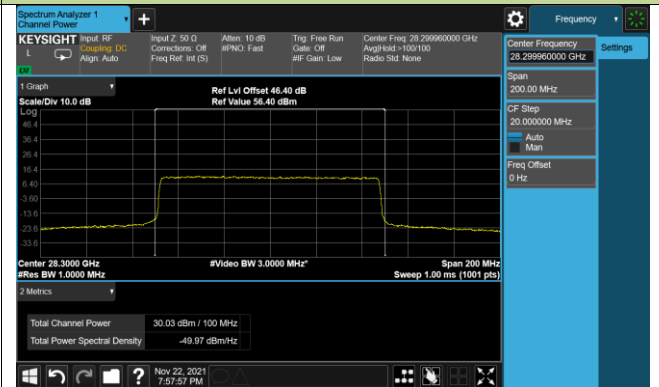 Spectrum Analyzer 1
Channel Power
Frequency
KEYSIGHT
L
Input: RF
Coupling: DC
Align: Auto
Input Z: 50 Ω
Corrections: Off
Freq Ref: Int (S)
Atten: 10 dB
#PNO: Fast
Trig: Free Run
Gate: Off
#IF Gain: Low
Center Freq: 28.299960000 GHz
Avg|Hold:>100/100
Radio Std: None
Center Frequency
28.299960000 GHz
Settings
Span
200.00 MHz
CF Step
20.000000 MHz
Auto
Man
Freq Offset
0 Hz
1 Graph
Scale/Div 10.0 dB
Ref Lvl Offset 46.40 dB
Ref Value 56.40 dBm
Log
46.4
36.4
26.4
16.4
6.40
-3.60
-13.6
-23.6
-33.6
Center 28.3000 GHz
#Res BW 1.0000 MHz
#Video BW 3.0000 MHz*
Span 200 MHz
Sweep 1.00 ms (1001 pts)
2 Metrics
Total Channel Power 30.03 dBm / 100 MHz
Total Power Spectral Density -49.97 dBm/Hz
?
Nov 22, 2021
7:57:57 PM